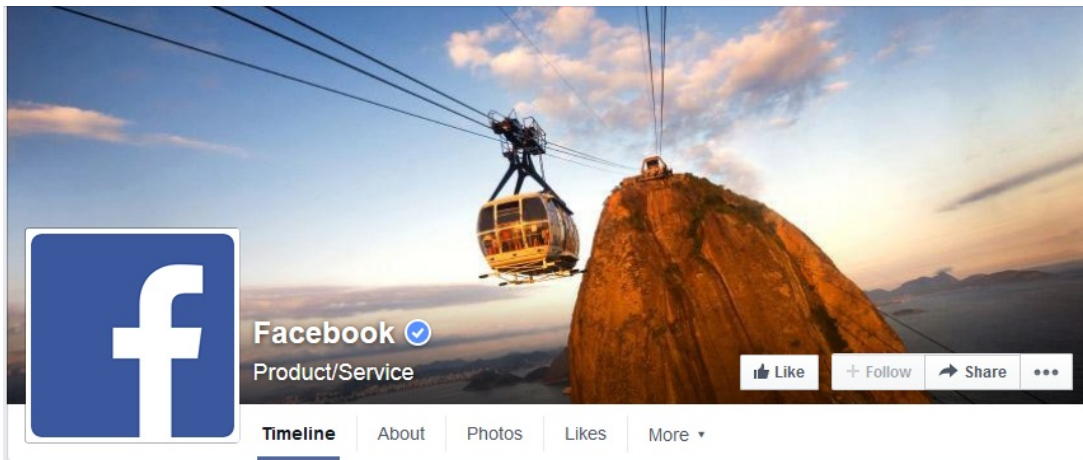 f
Facebook
Product/Service
Like + Follow Share •••
Timeline About Photos Likes More ▾